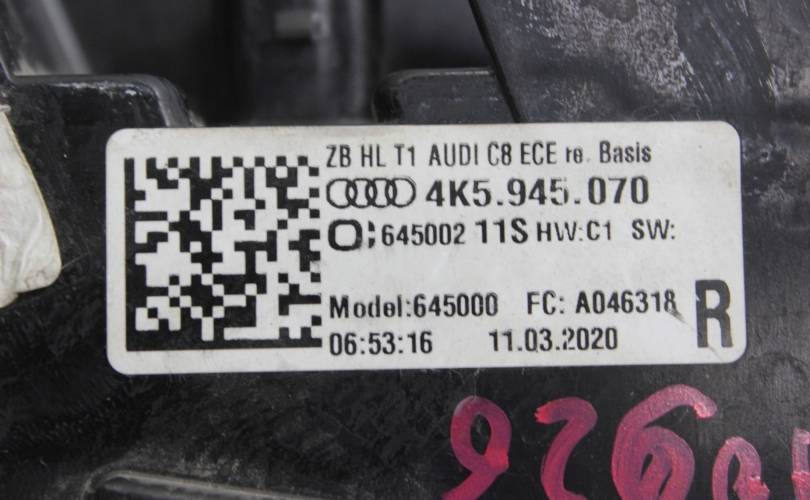 ZB HL T1 AUDI C8 ECE re. Basis
4K5.945.070
645002 11S HW:C1 SW:
Model:645000 FC: A046318
06:53:16 11.03.2020
R